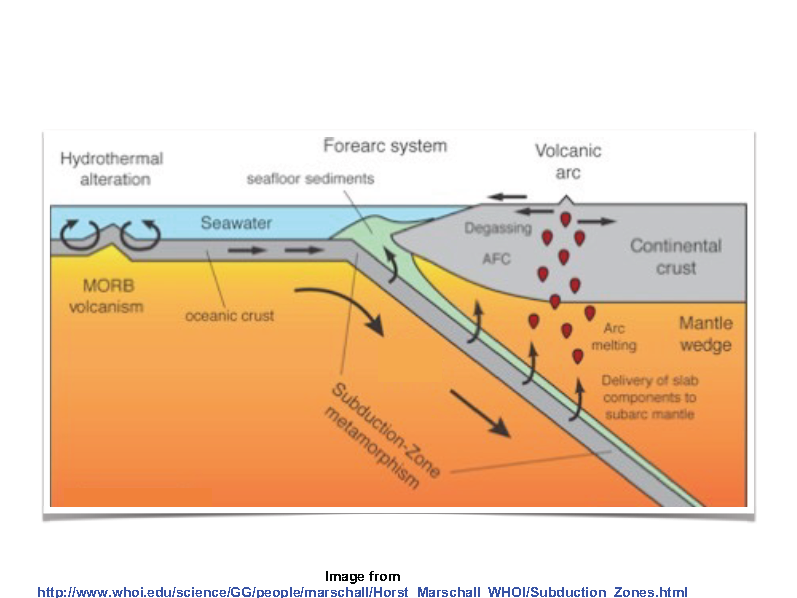 Forearc system
Hydrothermal
alteration
seafloor sediments
Volcanic
arc
Seawater
Degassing
AFC
Continental
crust
MORB
volcanism
oceanic crust
Arc
melting
Mantle
wedge
Delivery of slab
components to
subarc mantle
Subduction-Zone
metamorphism
Image from
http://www.whoi.edu/science/GG/people/marschall/Horst_Marschall_WHOI/Subduction_Zones.html